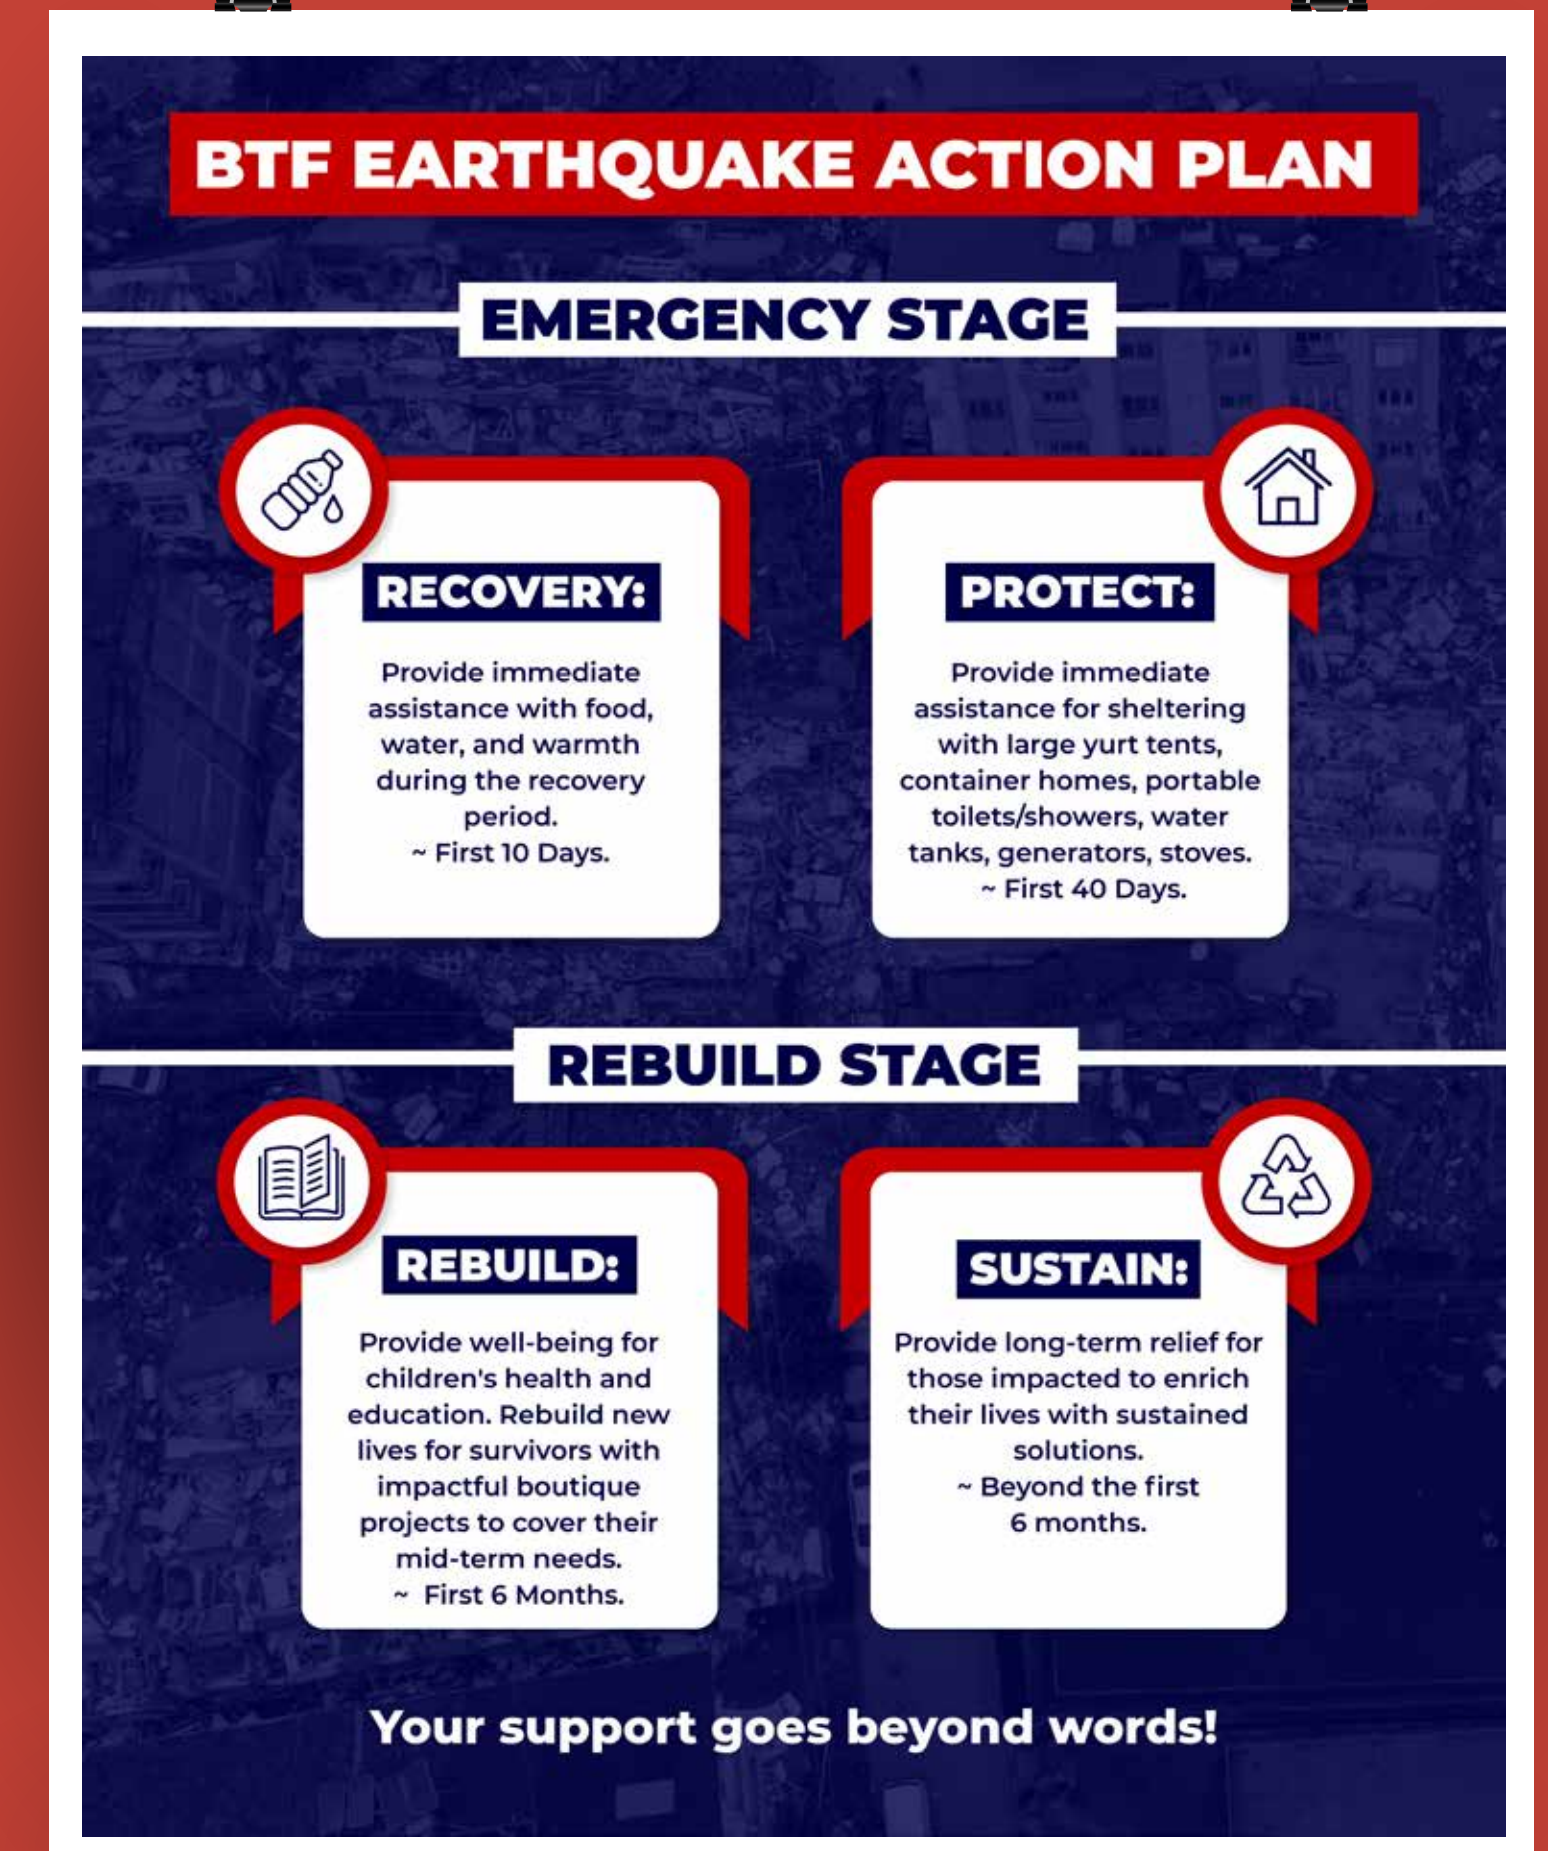 BTF EARTHQUAKE ACTION PLAN
EMERGENCY STAGE
RECOVERY:
Provide immediate
assistance with food,
water, and warmth
during the recovery
period.
~ First 10 Days.
PROTECT:
Provide immediate
assistance for sheltering
with large yurt tents,
container homes, portable
toilets/showers, water
tanks, generators, stoves.
~ First 40 Days.
REBUILD STAGE
REBUILD:
Provide well-being for
children's health and
education. Rebuild new
lives for survivors with
impactful boutique
projects to cover their
mid-term needs.
~ First 6 Months.
SUSTAIN:
Provide long-term relief for
those impacted to enrich
their lives with sustained
solutions.
~ Beyond the first
6 months.
Your support goes beyond words!